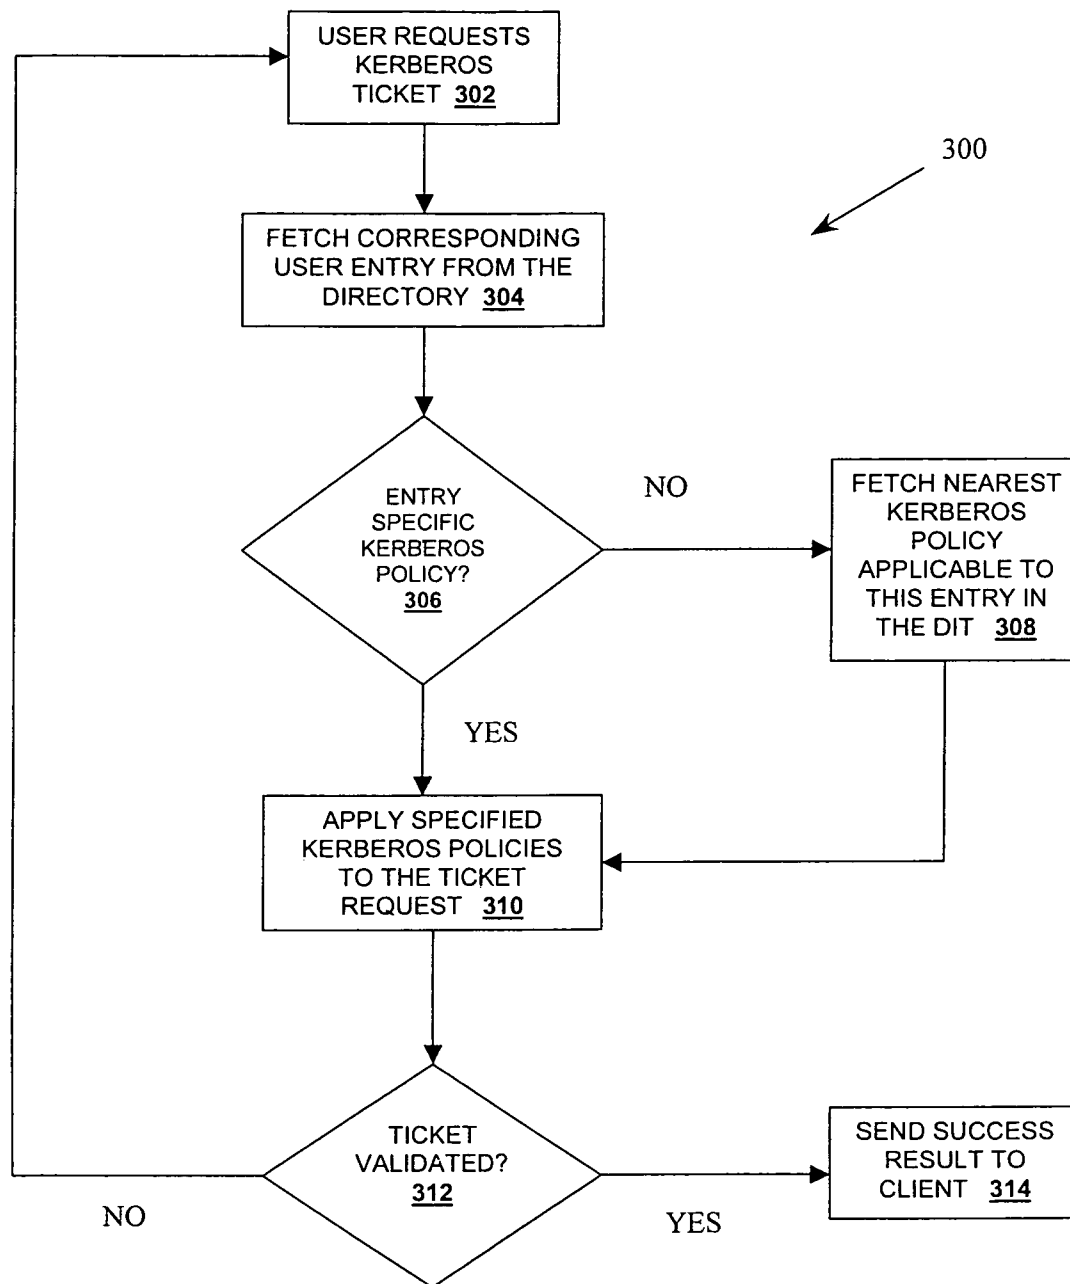 USER REQUESTS
KERBEROS
TICKET 302
300
FETCH CORRESPONDING
USER ENTRY FROM THE
DIRECTORY 304
ENTRY
SPECIFIC
KERBEROS
POLICY?
306
NO
FETCH NEAREST
KERBEROS
POLICY
APPLICABLE TO
THIS ENTRY IN
THE DIT 308
YES
APPLY SPECIFIED
KERBEROS POLICIES
TO THE TICKET
REQUEST 310
TICKET
VALIDATED?
312
NO
YES
SEND SUCCESS
RESULT TO
CLIENT 314